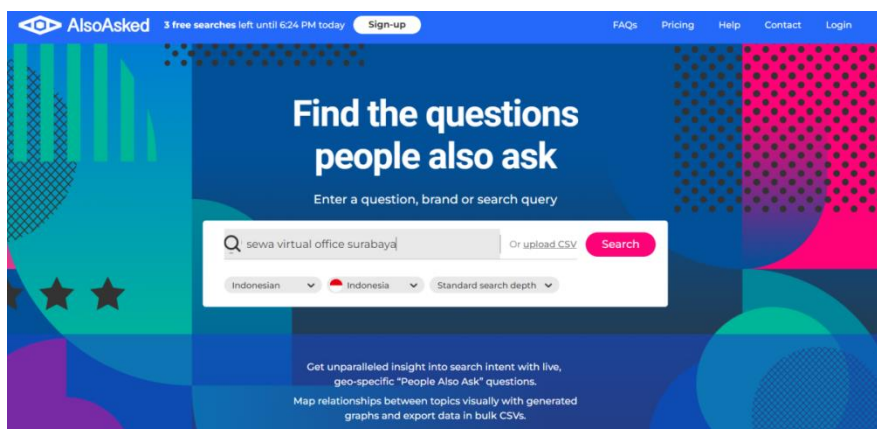 AlsoAsked 3 free searches left until 6:24 PM today Sign-up FAQs Pricing Help Contact Login
Find the questions
people also ask
Enter a question, brand or search query
sewa virtual office surabaya Or upload CSV Search
Indonesian Indonesia Standard search depth
Get unparalleled insight into search intent with live,
geo-specific “People Also Ask” questions.
Map relationships between topics visually with generated
graphs and export data in bulk CSVs.